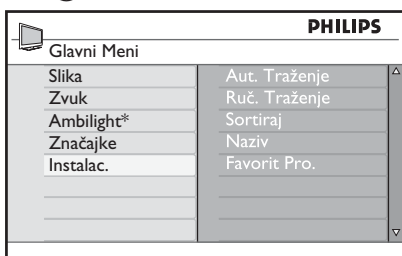 PHILIPS
Glavni Meni
Slika
Zvuk
Ambilight*
Značajke
Instalac.
Aut. Traženje
Ruč. Traženje
Sortiraj
Naziv
Favorit Pro.